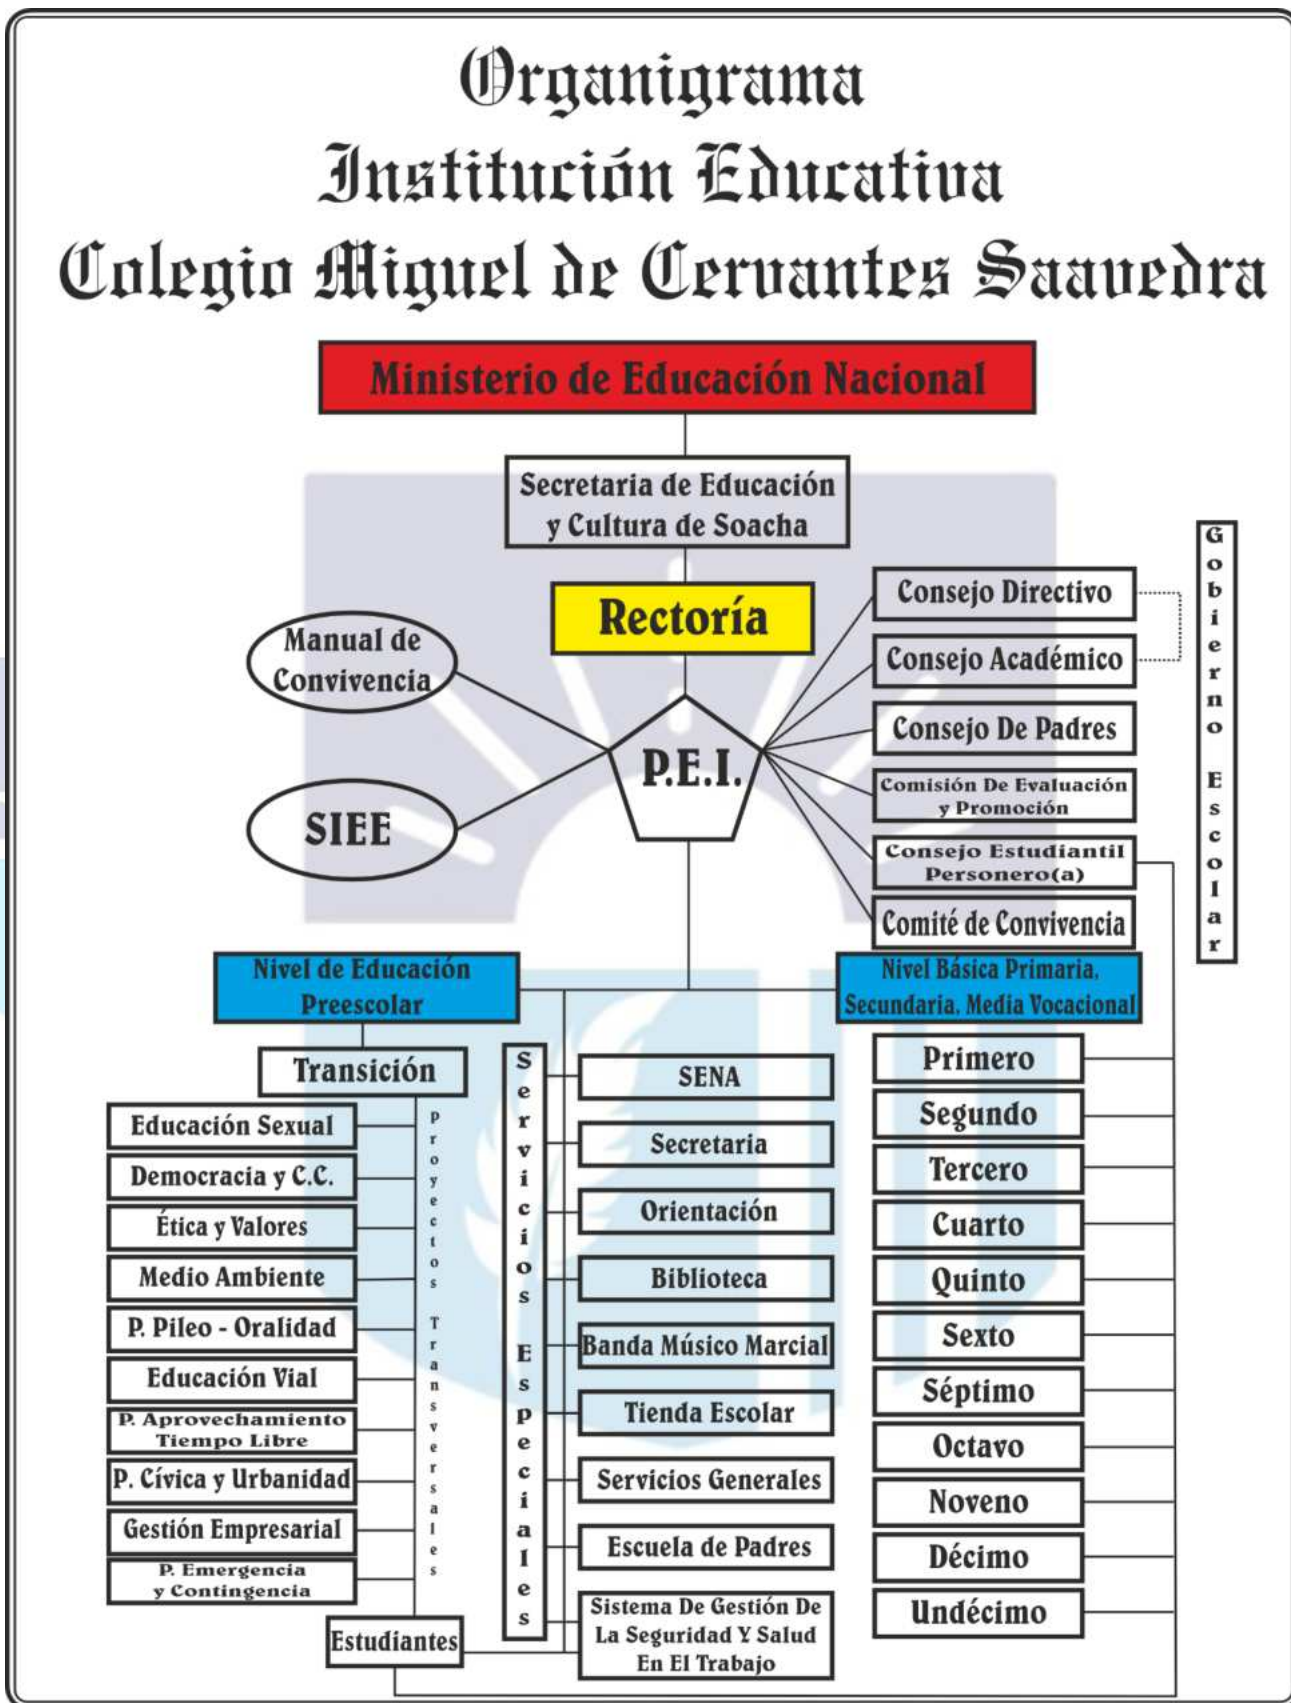 Organigrama
Institución Educativa
Colegio Miguel de Cervantes Saavedra
Ministerio de Educación Nacional
Secretaria de Educación
y Cultura de Soacha
Rectoría
Manual de
Convivencia
SIEE
P.E.I.
Consejo Directivo
Consejo Académico
Consejo De Padres
Comisión De Evaluación
y Promoción
Consejo Estudiantil
Personero(a)
Comité de Convivencia
Gobierno Escolar
Nivel de Educación
Preescolar
Nivel Básica Primaria,
Secundaria, Media Vocacional
Transición
Educación Sexual
Democracia y C.C.
Ética y Valores
Medio Ambiente
P. Pileo - Oralidad
Educación Vial
P. Aprovechamiento
Tiempo Libre
P. Cívica y Urbanidad
Gestión Empresarial
P. Emergencia
y Contingencia
Proyectos Transversales
Estudiantes
Servicios Especiales
SENA
Secretaria
Orientación
Biblioteca
Banda Músico Marcial
Tienda Escolar
Servicios Generales
Escuela de Padres
Sistema De Gestión De
La Seguridad Y Salud
En El Trabajo
Primero
Segundo
Tercero
Cuarto
Quinto
Sexto
Séptimo
Octavo
Noveno
Décimo
Undécimo